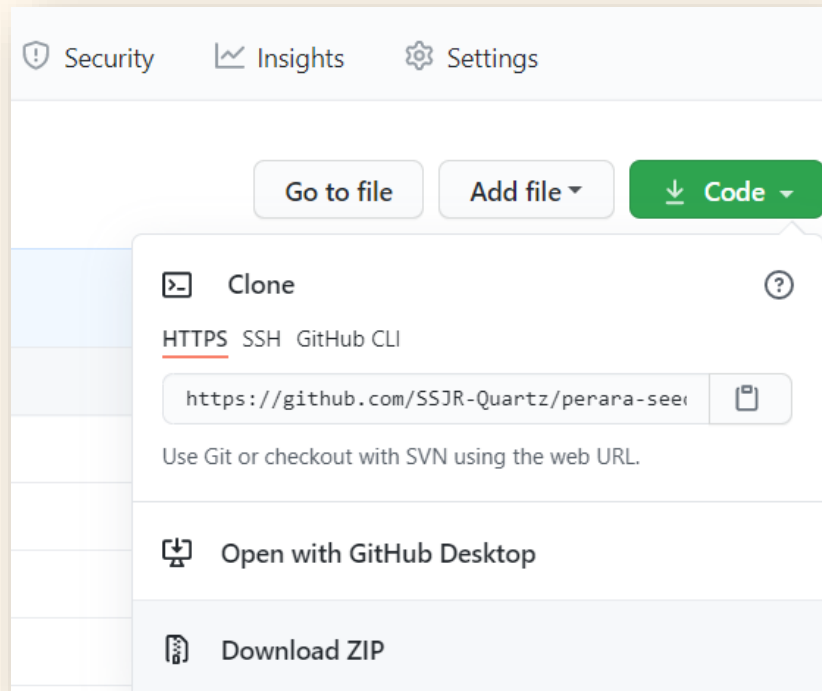 Security Insights Settings
Go to file Add file Code
Clone
HTTPS SSH GitHub CLI
https://github.com/SSJR-Quartz/perara-see
Use Git or checkout with SVN using the web URL.
Open with GitHub Desktop
Download ZIP